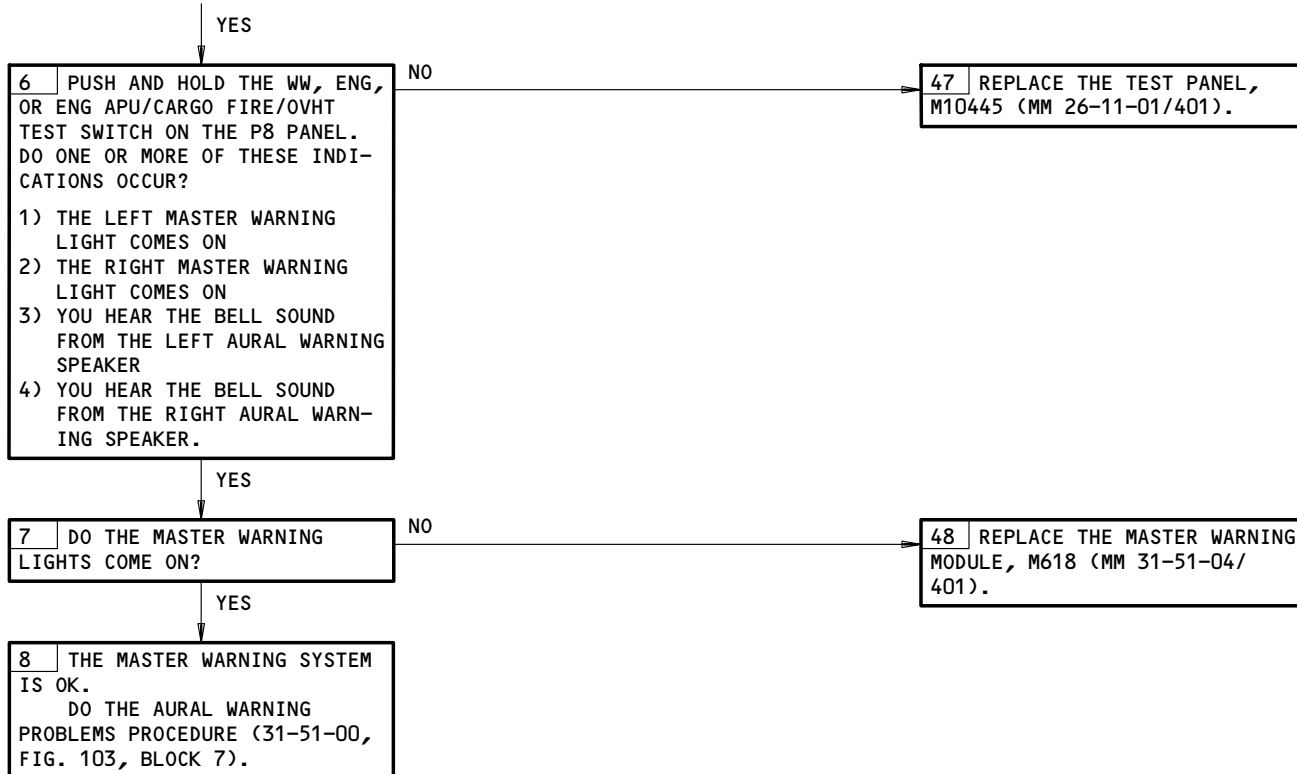 YES
6 PUSH AND HOLD THE WW, ENG,
OR ENG APU/CARGO FIRE/OVHT
TEST SWITCH ON THE P8 PANEL.
DO ONE OR MORE OF THESE INDI-
CATIONS OCCUR?
1) THE LEFT MASTER WARNING
LIGHT COMES ON
2) THE RIGHT MASTER WARNING
LIGHT COMES ON
3) YOU HEAR THE BELL SOUND
FROM THE LEFT AURAL WARNING
SPEAKER
4) YOU HEAR THE BELL SOUND
FROM THE RIGHT AURAL WARN-
ING SPEAKER.
NO
47 REPLACE THE TEST PANEL,
M10445 (MM 26-11-01/401).
YES
7 DO THE MASTER WARNING
LIGHTS COME ON?
NO
48 REPLACE THE MASTER WARNING
MODULE, M618 (MM 31-51-04/
401).
YES
8 THE MASTER WARNING SYSTEM
IS OK.
DO THE AURAL WARNING
PROBLEMS PROCEDURE (31-51-00,
FIG. 103, BLOCK 7).